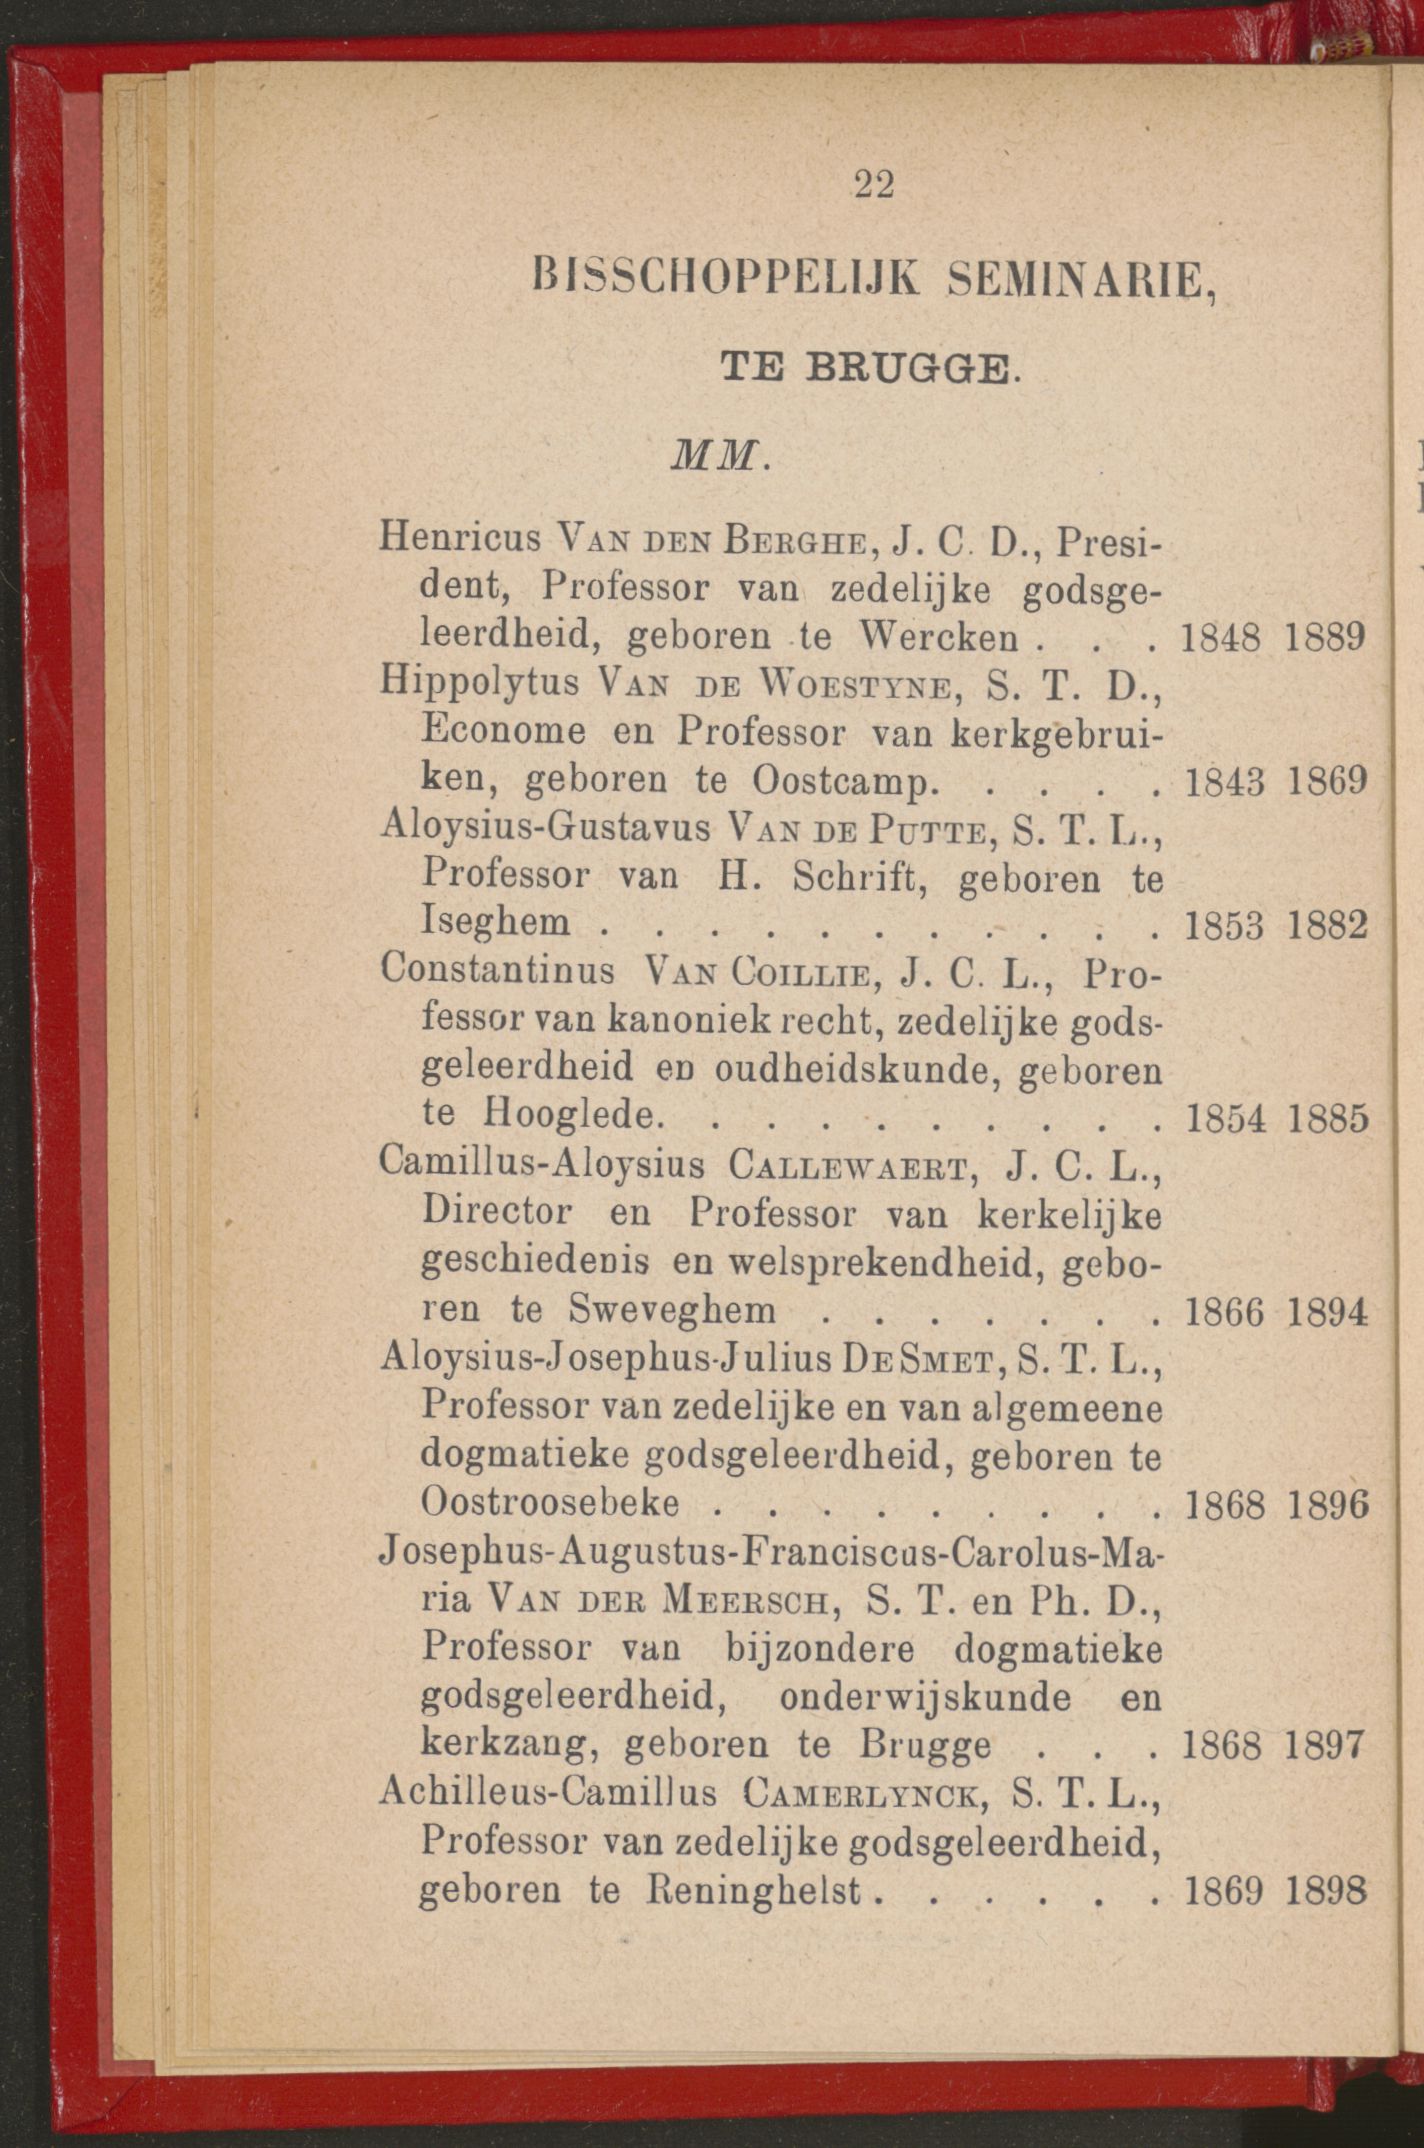 22
BISSCHOPPELIJK SEMINARIE,
TE BRUGGE.
MM.
Henricus VAN DEN BERGHE, J. C. D., Presi-
dent, Professor van zedelijke godsge-
leerdheid, geboren te Wercken . . . 1848 1889
Hippolytus VAN DE WOESTYNE, S. T. D.,
Econome en Professor van kerkgebrui-
ken, geboren te Oostcamp. . . . . 1843 1869
Aloysius-Gustavus VAN DE PUTTE, S. T. L.,
Professor van H. Schrift, geboren te
Iseghem . . . . . . . . . . . 1853 1882
Constantinus VAN COILLIE, J. C. L., Pro-
fessor van kanoniek recht, zedelijke gods-
geleerdheid en oudheidskunde, geboren
te Hooglede. . . . . . . . . . 1854 1885
Camillus-Aloysius CALLEWAERT, J. C. L.,
Director en Professor van kerkelijke
geschiedenis en welsprekendheid, gebo-
ren te Sweveghem . . . . . . . 1866 1894
Aloysius-Josephus-Julius DE SMET, S. T. L.,
Professor van zedelijke en van algemeene
dogmatieke godsgeleerdheid, geboren te
Oostroosebeke . . . . . . . . . 1868 1896
Josephus-Augustus-Franciscus-Carolus-Ma-
ria VAN DER MEERSCH, S. T. en Ph. D.,
Professor van bijzondere dogmatieke
godsgeleerdheid, onderwijskunde en
kerkzang, geboren te Brugge . . . 1868 1897
Achilleus-Camillus CAMERLYNCK, S. T. L.,
Professor van zedelijke godsgeleerdheid,
geboren te Reninghelst . . . . . . 1869 1898